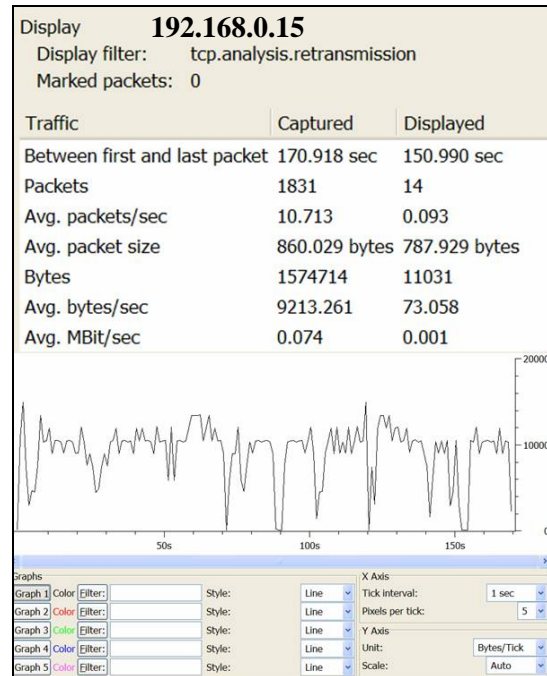 Display 192.168.0.15
Display filter: tcp.analysis.retransmission
Marked packets: 0
Traffic Captured Displayed
Between first and last packet 170.918 sec 150.990 sec
Packets 1831 14
Avg. packets/sec 10.713 0.093
Avg. packet size 860.029 bytes 787.929 bytes
Bytes 1574714 11031
Avg. bytes/sec 9213.261 73.058
Avg. MBit/sec 0.074 0.001
20000
10000
0
50s 100s 150s
Graphs X Axis
Graph 1 Color Filter: Style: Line Tick interval: 1 sec
Graph 2 Color Filter: Style: Line Pixels per tick: 5
Graph 3 Color Filter: Style: Line Y Axis
Graph 4 Color Filter: Style: Line Unit: Bytes/Tick
Graph 5 Color Filter: Style: Line Scale: Auto